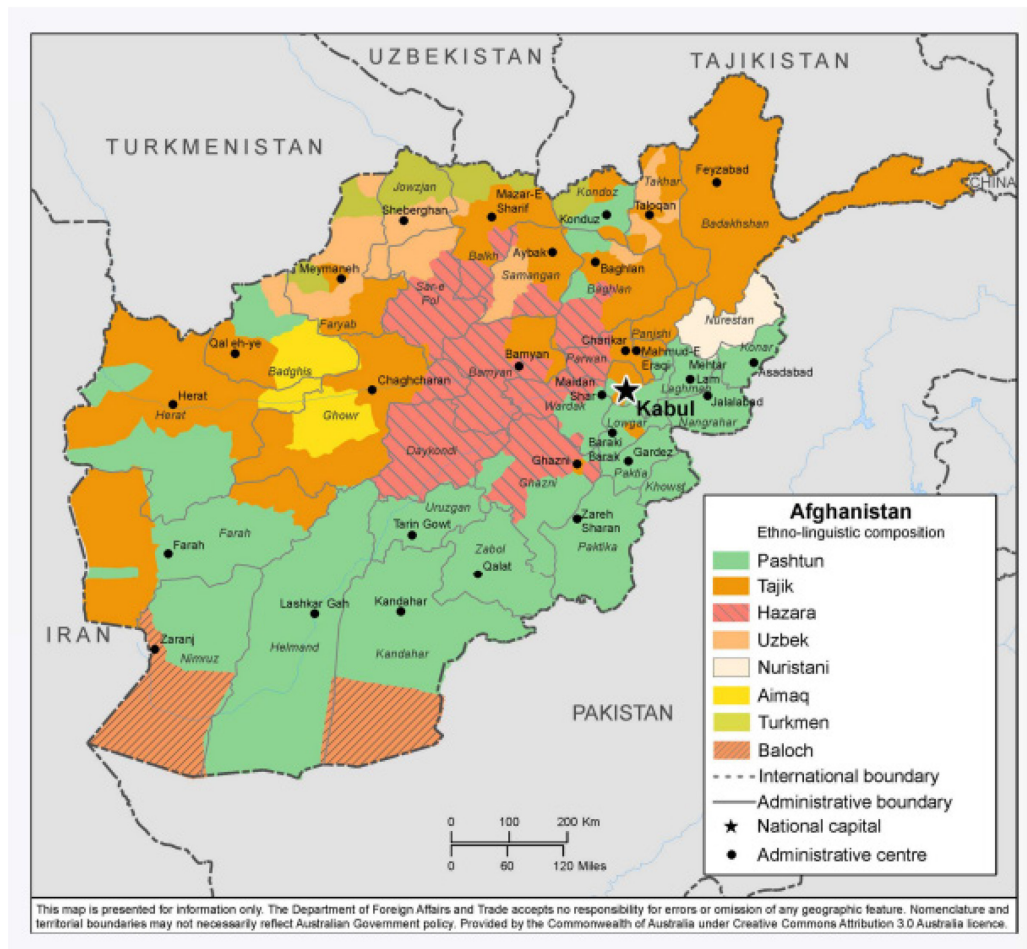 UZBEKISTAN
TAJIKISTAN
TURKMENISTAN
CHINA
Feyzabad
Badakhshan
Takhar
Taloqan
Kondoz
Konduz
Jowzjan
Sheberghan
Mazar-E
Sharif
Balkh
Aybak
Samangan
Baghlan
Baghlan
Meymaneh
Sar-e
Pol
Faryab
Nurestan
Panjshi
Charikar
Mahmud-E
Eraqi
Konar
Asadabad
Mehtar
Lam
Laghmah
Jalalabad
Nangrahar
Parwan
Bamyan
Bamyan
Maidan
Shar
Wardak
Kabul
Lowgar
Baraki
Barak
Gardez
Paktia
Khowst
Qal eh-ye
Badghis
Chaghcharan
Herat
Herat
Ghowr
Daykondi
Ghazni
Ghazni
Uruzgan
Tarin Gowt
Zareh
Sharan
Paktika
Zabol
Qalat
Farah
Farah
Lashkar Gah
Kandahar
Kandahar
Helmand
IRAN
Zaranj
Nimruz
PAKISTAN
Afghanistan
Ethno-linguistic composition
Pashtun
Tajik
Hazara
Uzbek
Nuristani
Aimaq
Turkmen
Baloch
International boundary
Administrative boundary
National capital
Administrative centre
0 100 200 Km
0 60 120 Miles
This map is presented for information only. The Department of Foreign Affairs and Trade accepts no responsibility for errors or omission of any geographic feature. Nomenclature and
territorial boundaries may not necessarily reflect Australian Government policy. Provided by the Commonwealth of Australia under Creative Commons Attribution 3.0 Australia licence.